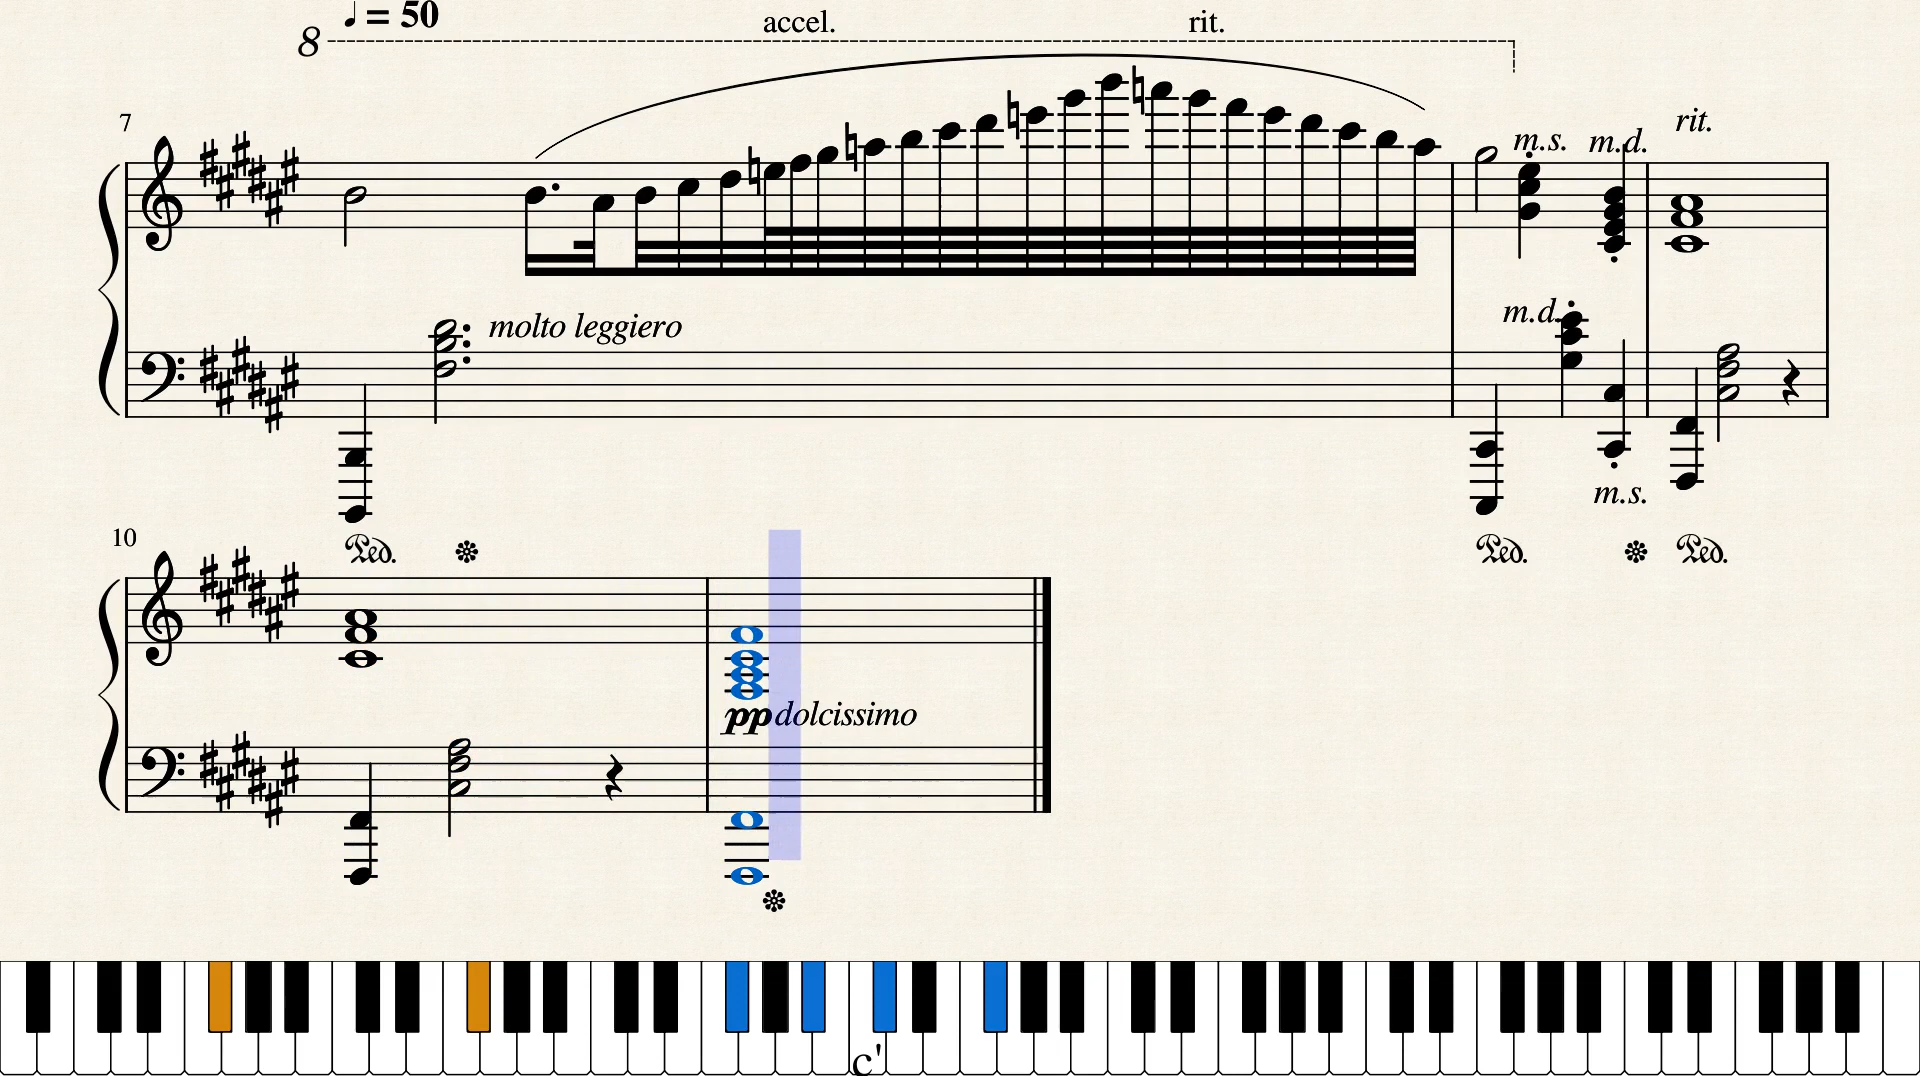 ♩ = 50
accel.
rit.
8
7
m.s.
m.d.
rit.
molto leggiero
m.d.
m.s.
Ped.
Ped.
Ped.
10
pp dolcissimo
c'